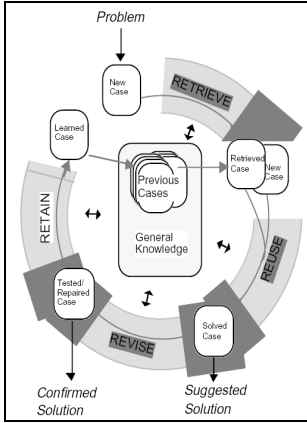 Problem
New
Case
RETRIEVE
Learned
Case
Retrieved
Case
New
Case
Previous
Cases
General
Knowledge
RETAIN
REUSE
Tested/
Repaired
Case
REVISE
Solved
Case
Confirmed
Solution
Suggested
Solution